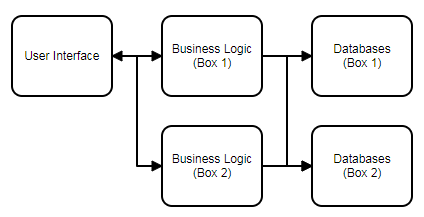 User Interface
Business Logic
(Box 1)
Databases
(Box 1)
Business Logic
(Box 2)
Databases
(Box 2)